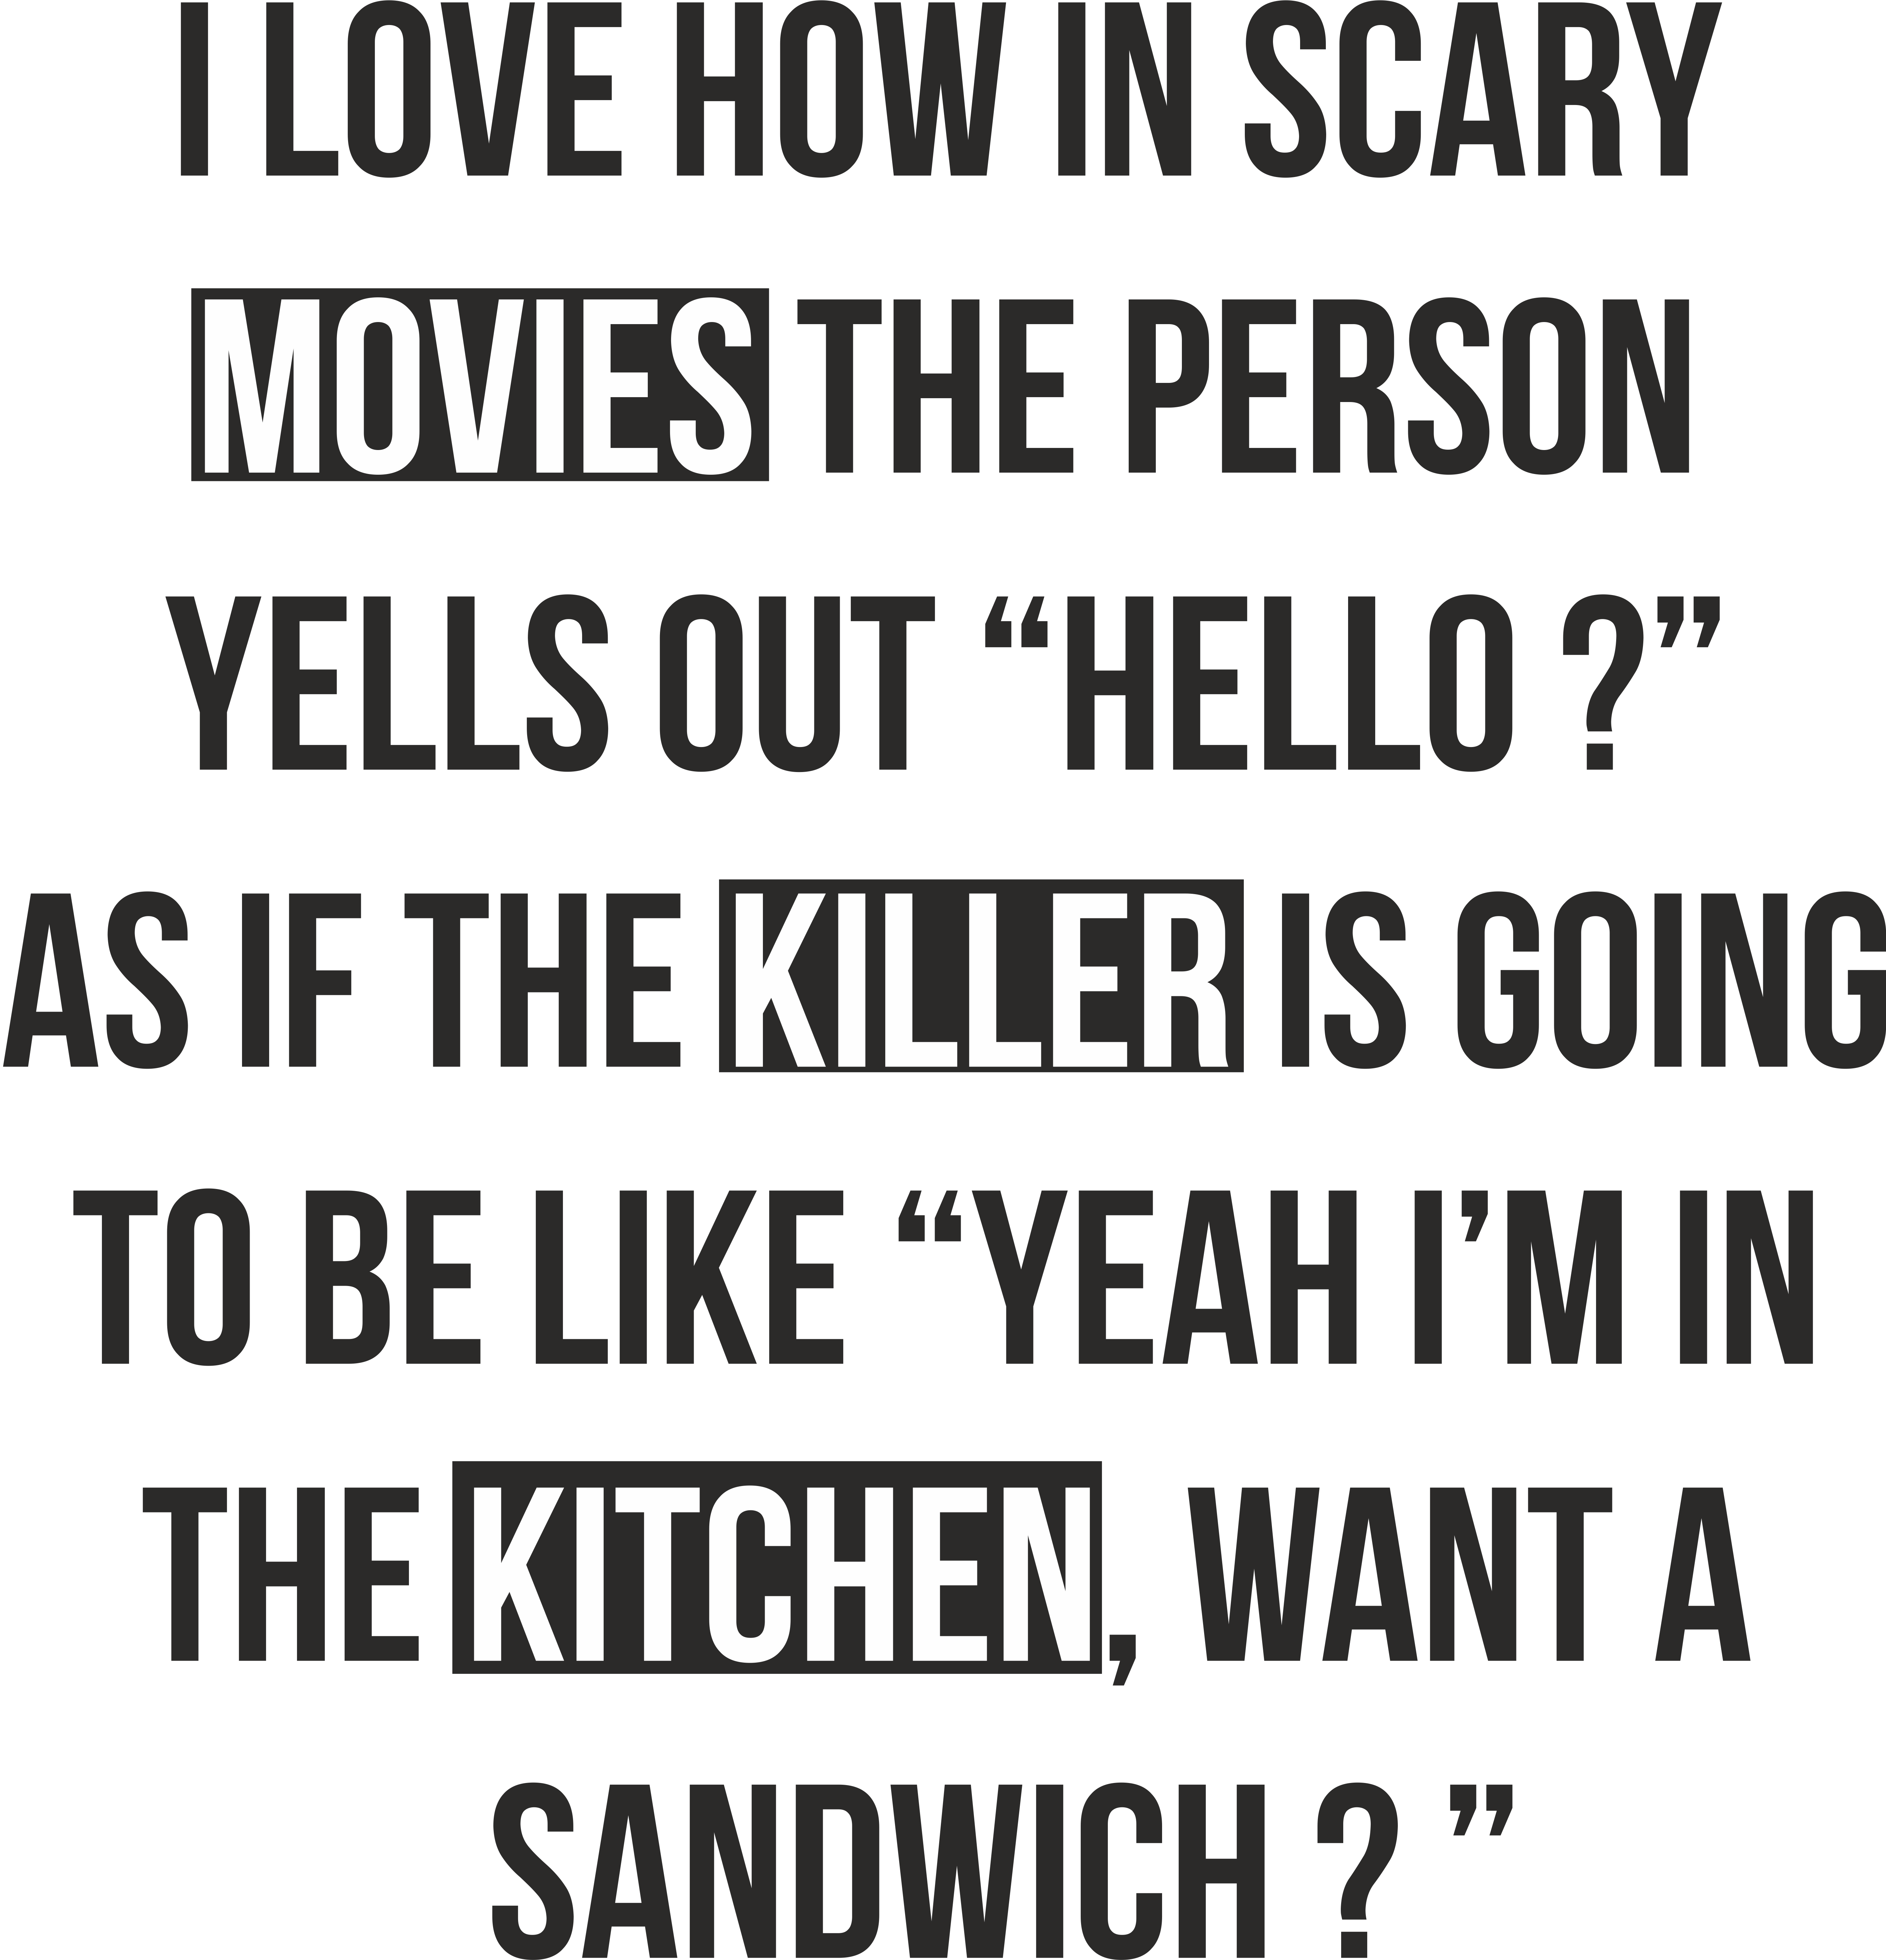 I LOVE HOW IN SCARY
MOVIES THE PERSON
YELLS OUT “HELLO ?”
AS IF THE KILLER IS GOING
TO BE LIKE “YEAH I’M IN
THE KITCHEN, WANT A
SANDWICH ? ”